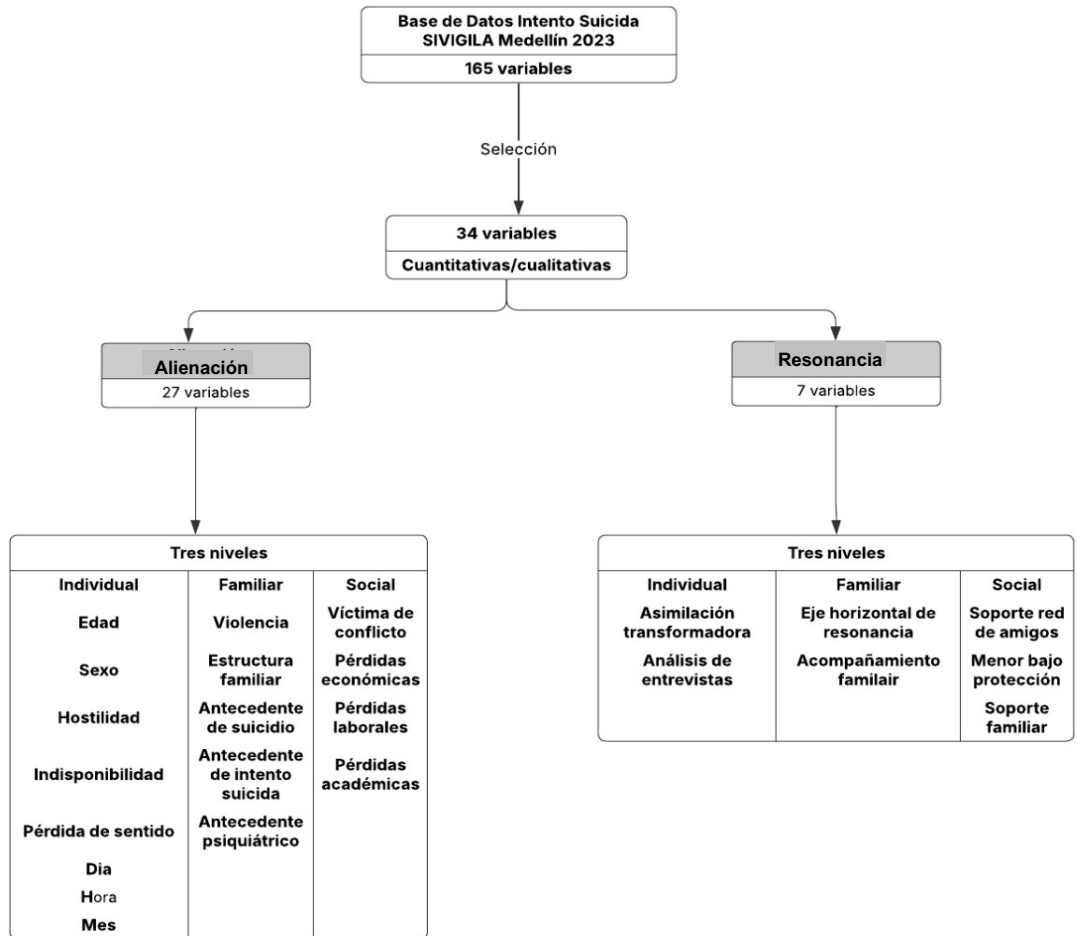 Base de Datos Intento Suicida
SIVIGILA Medellín 2023
165 variables
Selección
34 variables
Cuantitativas/cualitativas
Alienación
27 variables
Resonancia
7 variables
Tres niveles
Individual
Edad
Sexo
Hostilidad
Indisponibilidad
Pérdida de sentido
Dia
Hora
Mes
Familiar
Violencia
Estructura
familiar
Antecedente
de suicidio
Antecedente
de intento
suicida
Antecedente
psiquiátrico
Social
Víctima de
conflicto
Pérdidas
económicas
Pérdidas
laborales
Pérdidas
académicas
Tres niveles
Individual
Asimilación
transformadora
Análisis de
entrevistas
Familiar
Eje horizontal de
resonancia
Acompañamiento
familair
Social
Soporte red
de amigos
Menor bajo
protección
Soporte
familiar